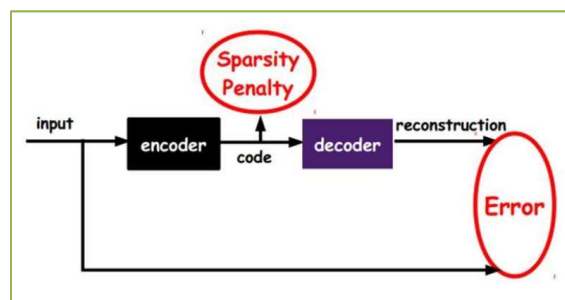 Sparsity
Penalty
input
reconstruction
encoder
code
decoder
Error